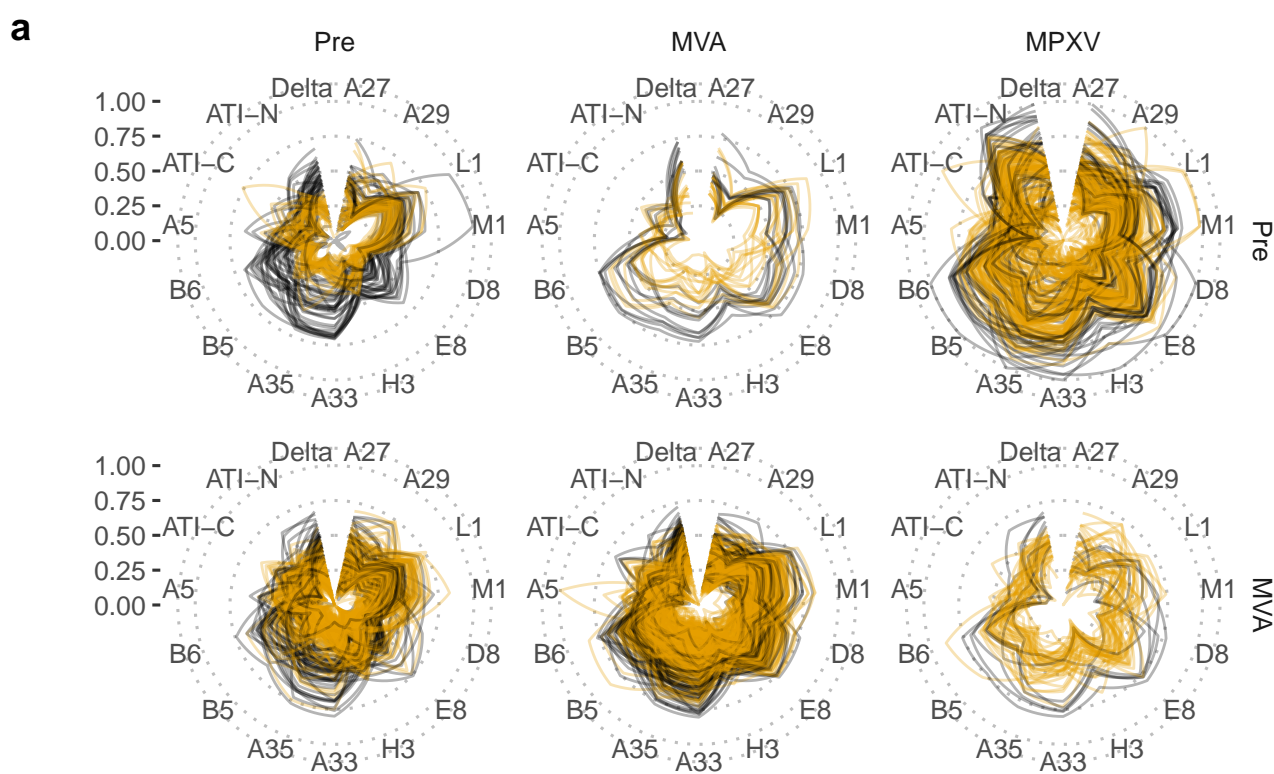 a
Pre MVA MPXV
Delta A27 Delta A27 Delta A27
1.00 ATI–N A29 ATI–N A29 ATI–N A29
0.75
0.50 ATI–C L1 ATI–C L1 ATI–C L1
0.25
0.00 A5 M1 A5 M1 A5 M1 Pre
B6 D8 B6 D8 B6 D8
B5 E8 B5 E8 B5 E8
A35 H3 A35 H3 A35 H3
A33 A33 A33
Delta A27 Delta A27 Delta A27
1.00 ATI–N A29 ATI–N A29 ATI–N A29
0.75
0.50 ATI–C L1 ATI–C L1 ATI–C L1
0.25
0.00 A5 M1 A5 M1 A5 M1 MVA
B6 D8 B6 D8 B6 D8
B5 E8 B5 E8 B5 E8
A35 H3 A35 H3 A35 H3
A33 A33 A33